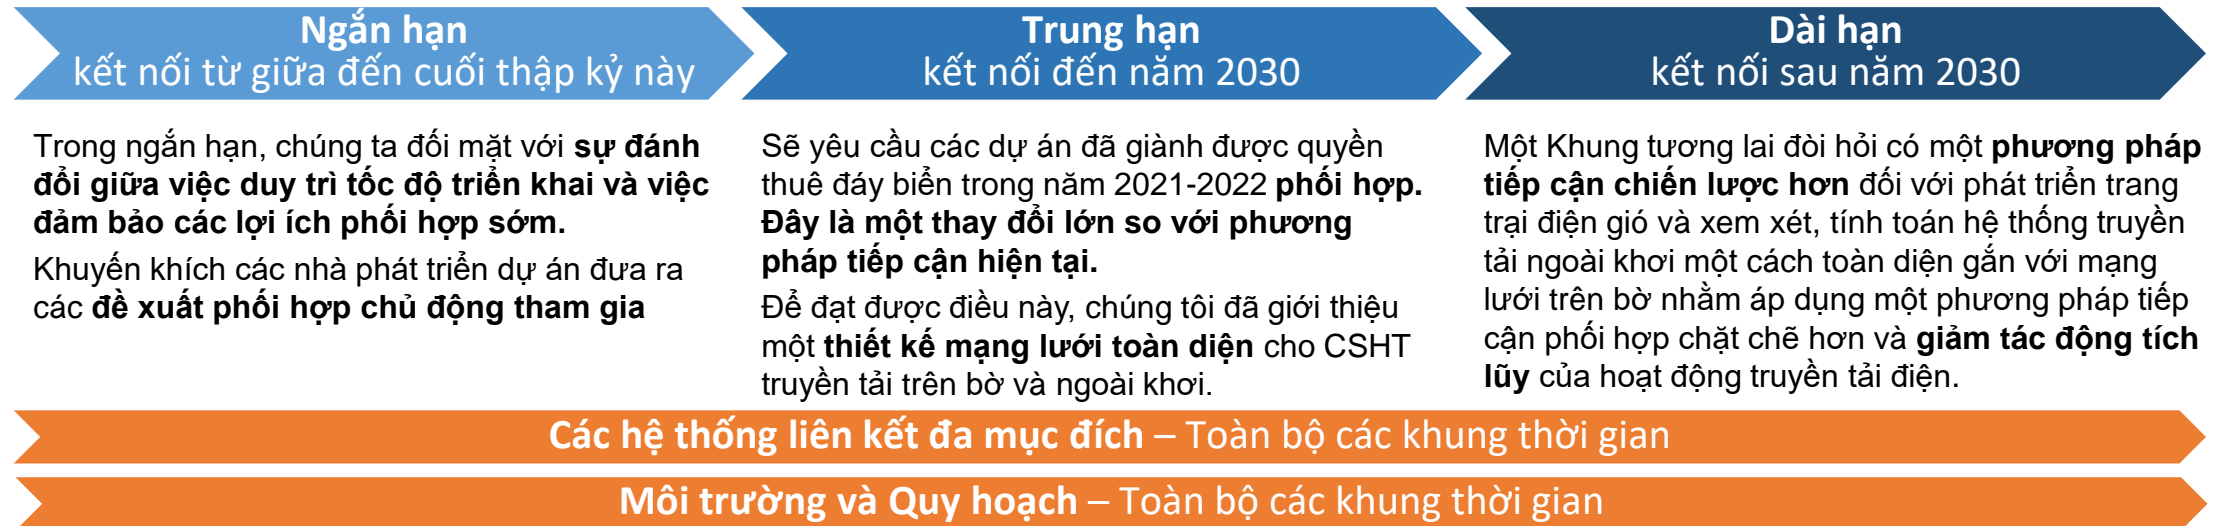 Ngắn hạn
kết nối từ giữa đến cuối thập kỷ này
Trung hạn
kết nối đến năm 2030
Dài hạn
kết nối sau năm 2030
Trong ngắn hạn, chúng ta đối mặt với sự đánh
đổi giữa việc duy trì tốc độ triển khai và việc
đảm bảo các lợi ích phối hợp sớm.
Khuyến khích các nhà phát triển dự án đưa ra
các đề xuất phối hợp chủ động tham gia
Sẽ yêu cầu các dự án đã giành được quyền
thuê đáy biển trong năm 2021-2022 phối hợp.
Đây là một thay đổi lớn so với phương
pháp tiếp cận hiện tại.
Để đạt được điều này, chúng tôi đã giới thiệu
một thiết kế mạng lưới toàn diện cho CSHT
truyền tải trên bờ và ngoài khơi.
Một Khung tương lai đòi hỏi có một phương pháp
tiếp cận chiến lược hơn đối với phát triển trang
trại điện gió và xem xét, tính toán hệ thống truyền
tải ngoài khơi một cách toàn diện gắn với mạng
lưới trên bờ nhằm áp dụng một phương pháp tiếp
cận phối hợp chặt chẽ hơn và giảm tác động tích
lũy của hoạt động truyền tải điện.
Các hệ thống liên kết đa mục đích – Toàn bộ các khung thời gian
Môi trường và Quy hoạch – Toàn bộ các khung thời gian